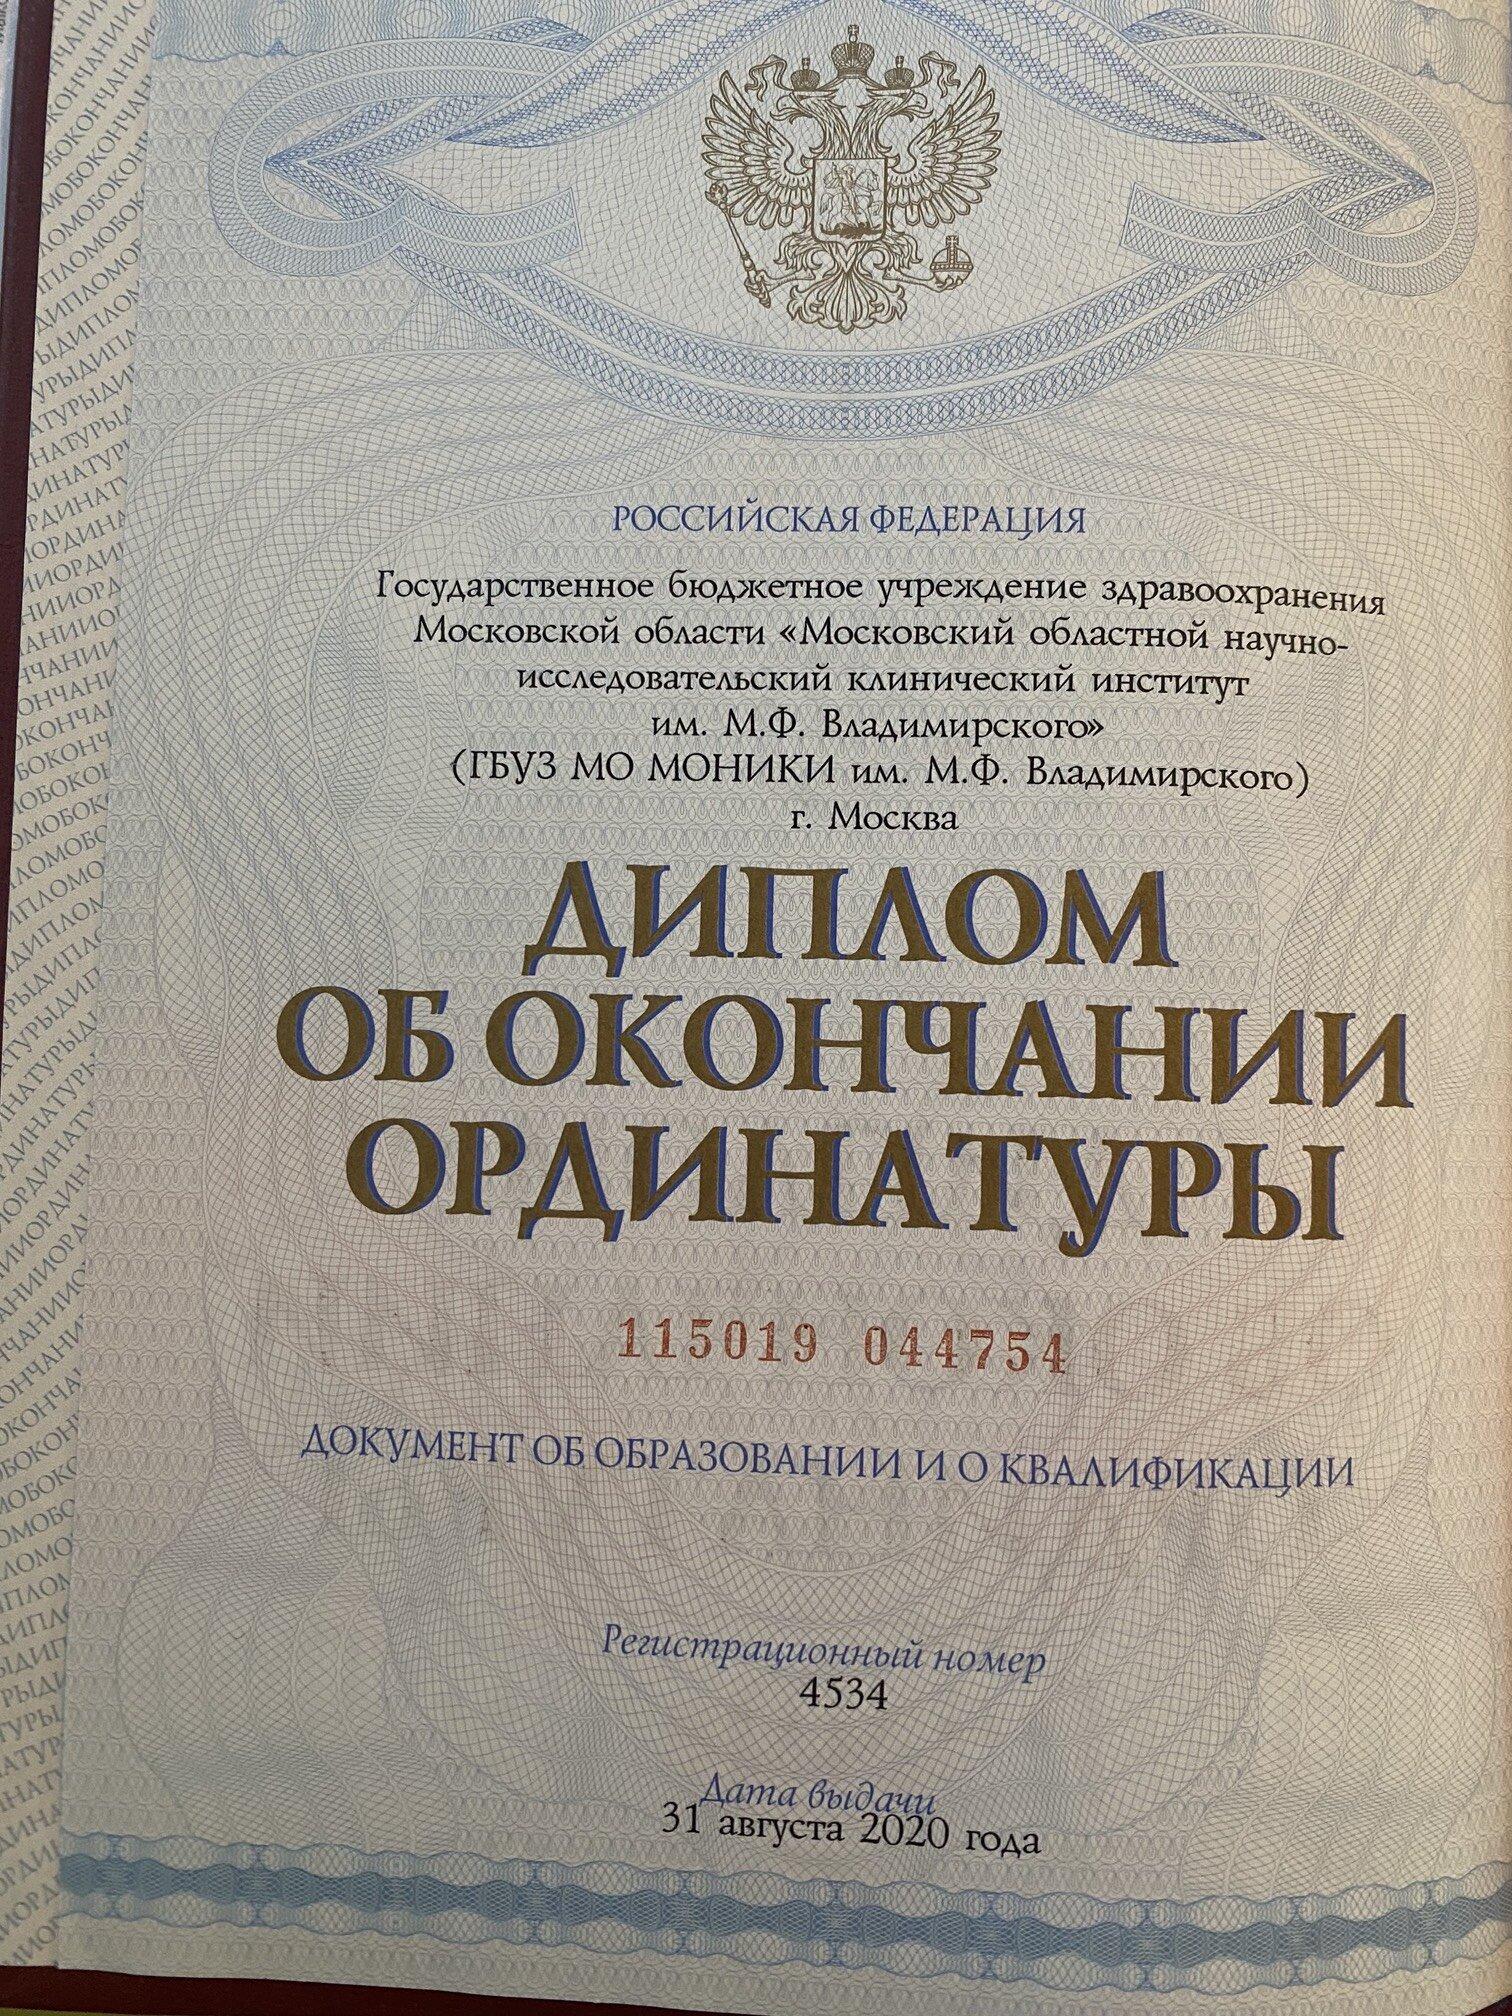 РОССИЙСКАЯ ФЕДЕРАЦИЯ
Государственное бюджетное учреждение здравоохранения
Московской области «Московский областной научно-
исследовательский клинический институт
им. М.Ф. Владимирского»
(ГБУЗ МО МОНИКИ им. М.Ф. Владимирского)
г. Москва
ДИПЛОМ
ОБ ОКОНЧАНИИ
ОРДИНАТУРЫ
115019 044754
ДОКУМЕНТ ОБ ОБРАЗОВАНИИ И О КВАЛИФИКАЦИИ
Регистрационный номер
4534
Дата выдачи
31 августа 2020 года